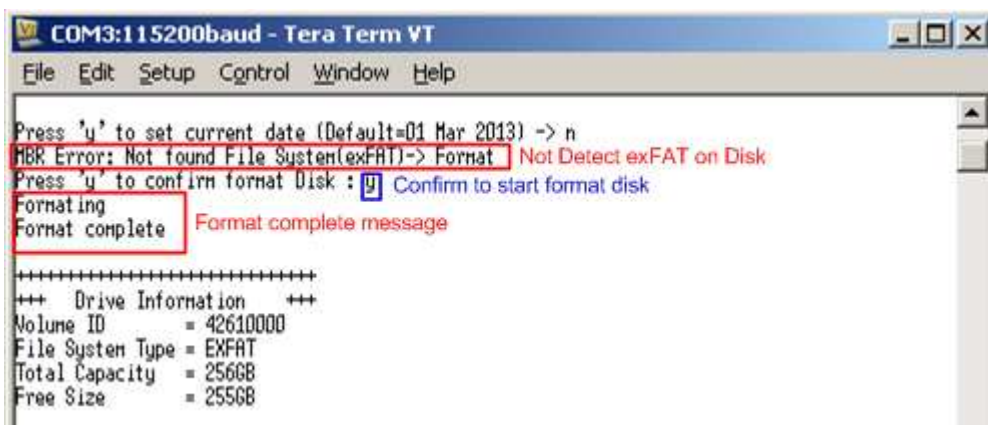 COM3:115200baud - Tera Term VT
File Edit Setup Control Window Help
Press 'y' to set current date (Default=01 Mar 2013) -> n
MBR Error: Not found File System(exFAT)-> Format Not Detect exFAT on Disk
Press 'y' to confirm format Disk : y Confirm to start format disk
Formating
Format complete Format complete message
++++++++++++++++++++++++++++++++
+++ Drive Information +++
Volume ID = 42610000
File System Type = EXFAT
Total Capacity = 256GB
Free Size = 255GB